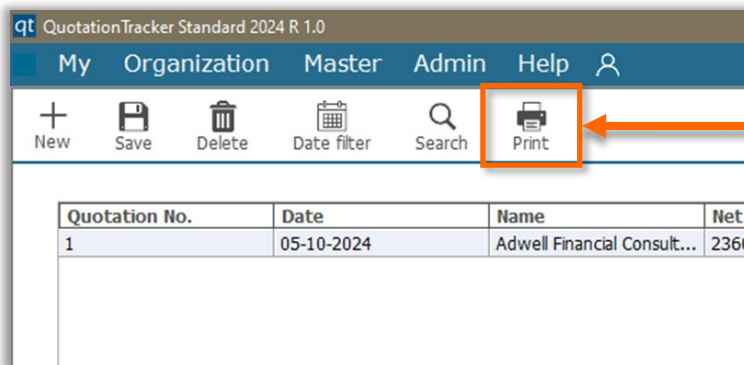 qt QuotationTracker Standard 2024 R 1.0
My Organization Master Admin Help
New Save Delete Date filter Search Print
Quotation No. Date Name Net
1 05-10-2024 Adwell Financial Consult... 236